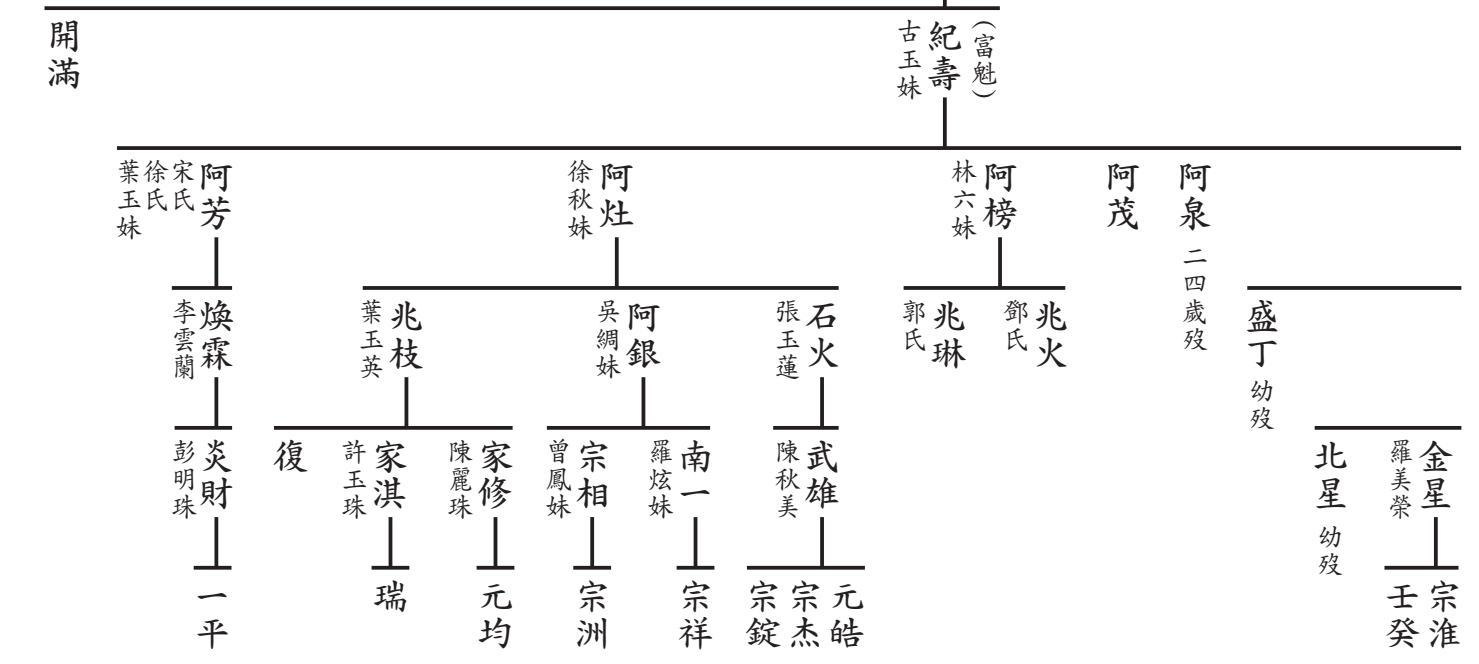 （富魁）
紀壽
古玉妹
開滿
阿泉 二四歲歿
阿茂
阿榜
林六妹
阿灶
徐秋妹
阿芳
宋氏
徐氏
葉玉妹
盛丁 幼歿
兆火
鄧氏
兆琳
郭氏
石火
張玉蓮
阿銀
吳綢妹
兆枝
葉玉英
煥霖
李雲蘭
金星
羅美榮
北星 幼歿
武雄
陳秋美
南一
羅炫妹
宗相
曾鳳妹
家修
陳麗珠
家淇
許玉珠
復
炎財
彭明珠
宗淮
壬癸
元皓
宗杰
宗錠
宗祥
宗洲
元均
瑞
一平